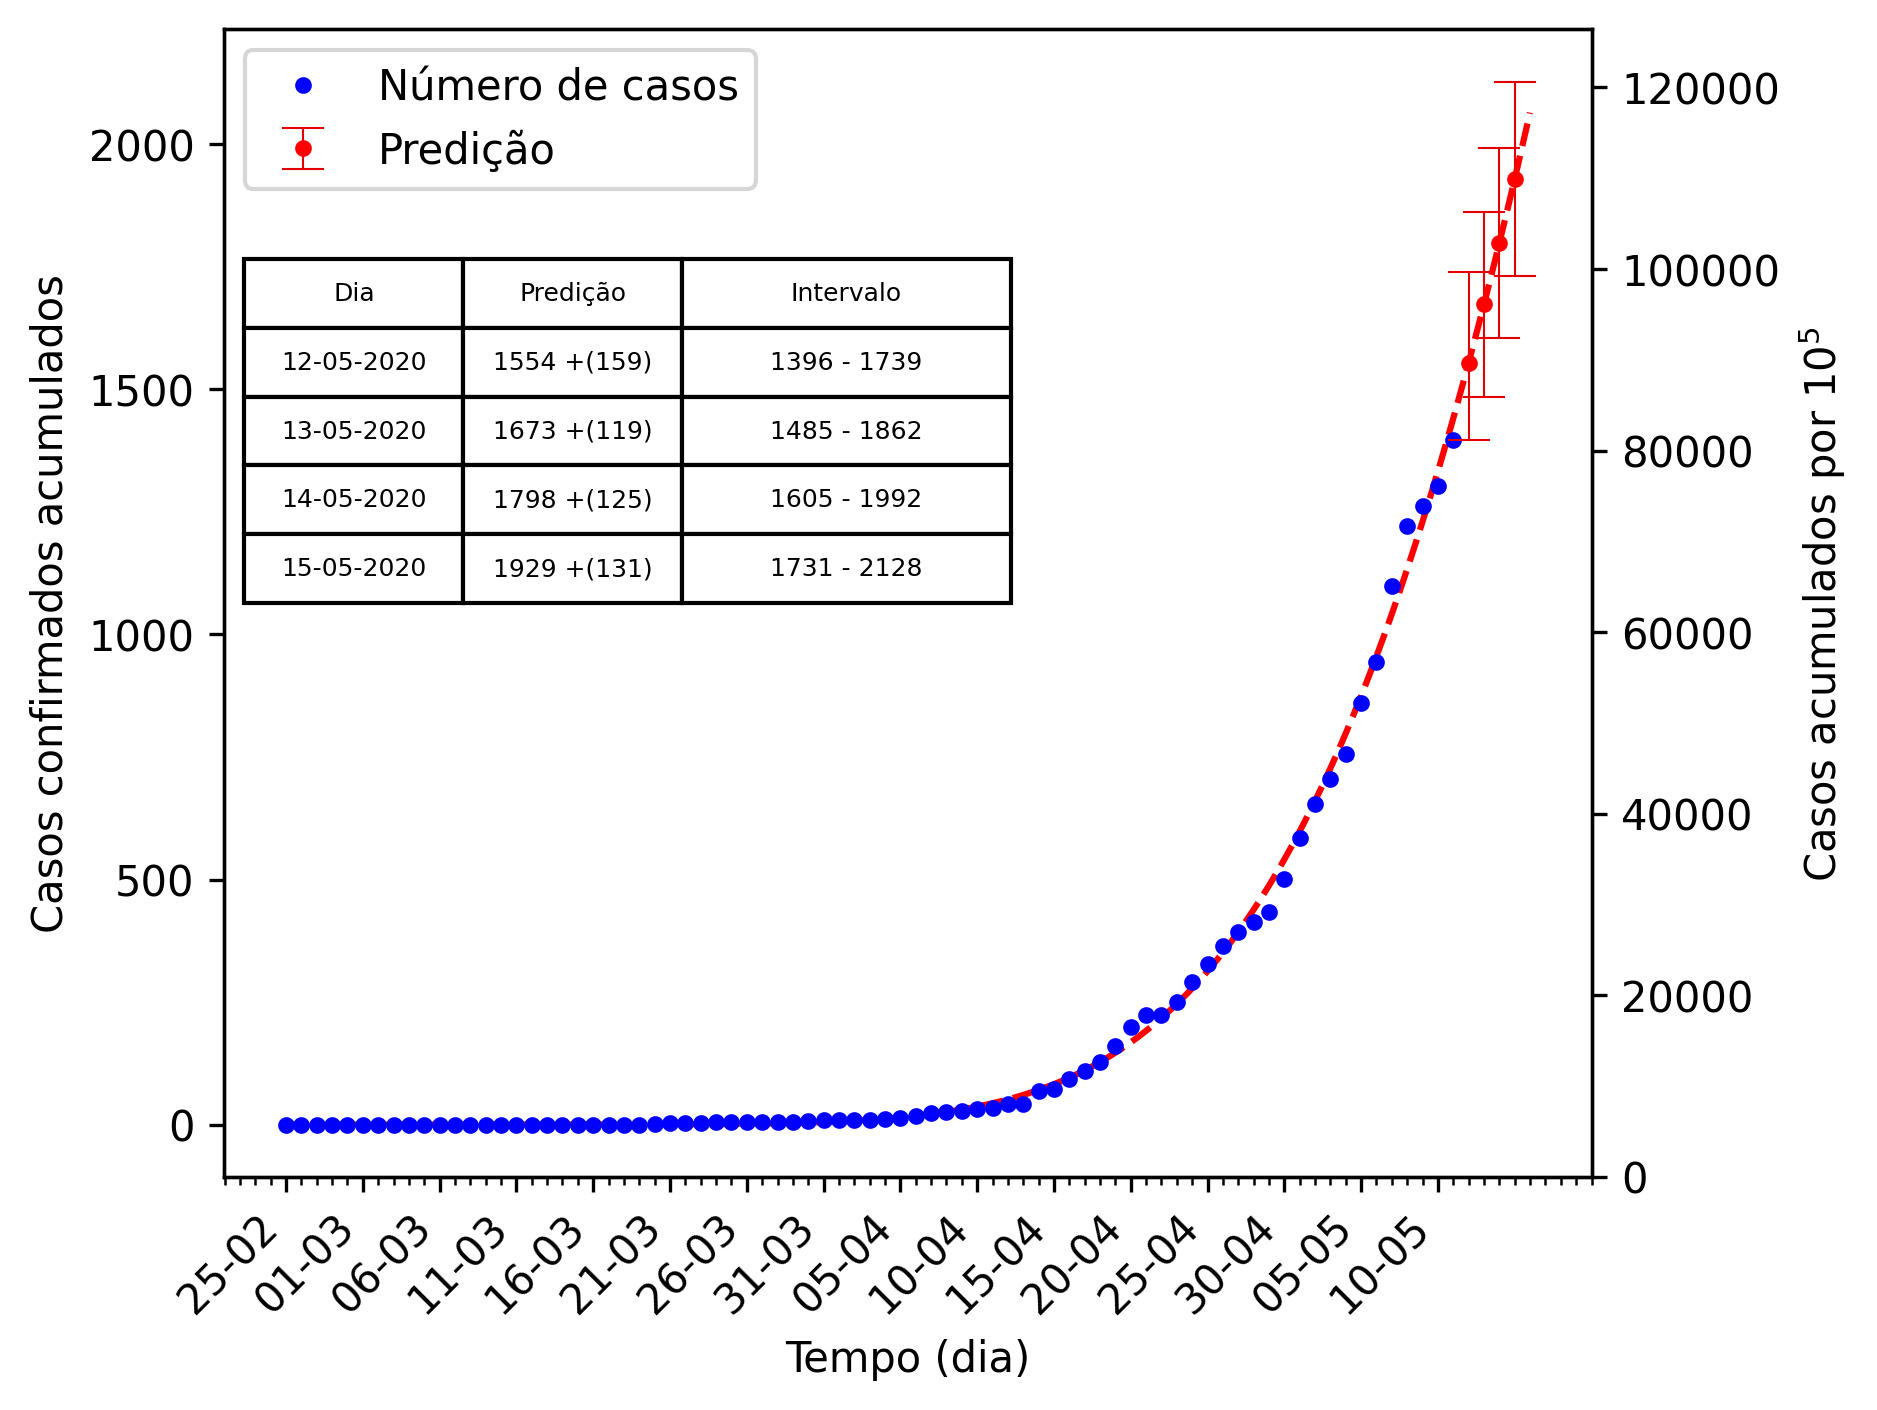 Número de casos
Predição
Dia Predição Intervalo
12-05-2020 1554 +(159) 1396 - 1739
13-05-2020 1673 +(119) 1485 - 1862
14-05-2020 1798 +(125) 1605 - 1992
15-05-2020 1929 +(131) 1731 - 2128
Casos confirmados acumulados
2000
1500
1000
500
0
Casos acumulados por 10⁵
120000
100000
80000
60000
40000
20000
0
25-02 01-03 06-03 11-03 16-03 21-03 26-03 31-03 05-04 10-04 15-04 20-04 25-04 30-04 05-05 10-05
Tempo (dia)